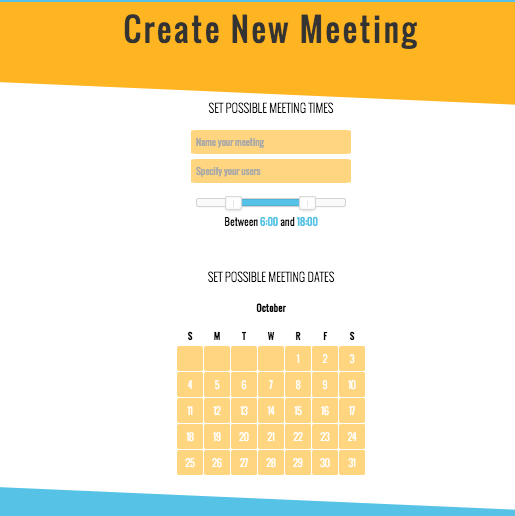 Create New Meeting
SET POSSIBLE MEETING TIMES
Name your meeting
Specify your users
Between 6:00 and 18:00
SET POSSIBLE MEETING DATES
October
S M T W R F S
1 2 3
4 5 6 7 8 9 10
11 12 13 14 15 16 17
18 19 20 21 22 23 24
25 26 27 28 29 30 31